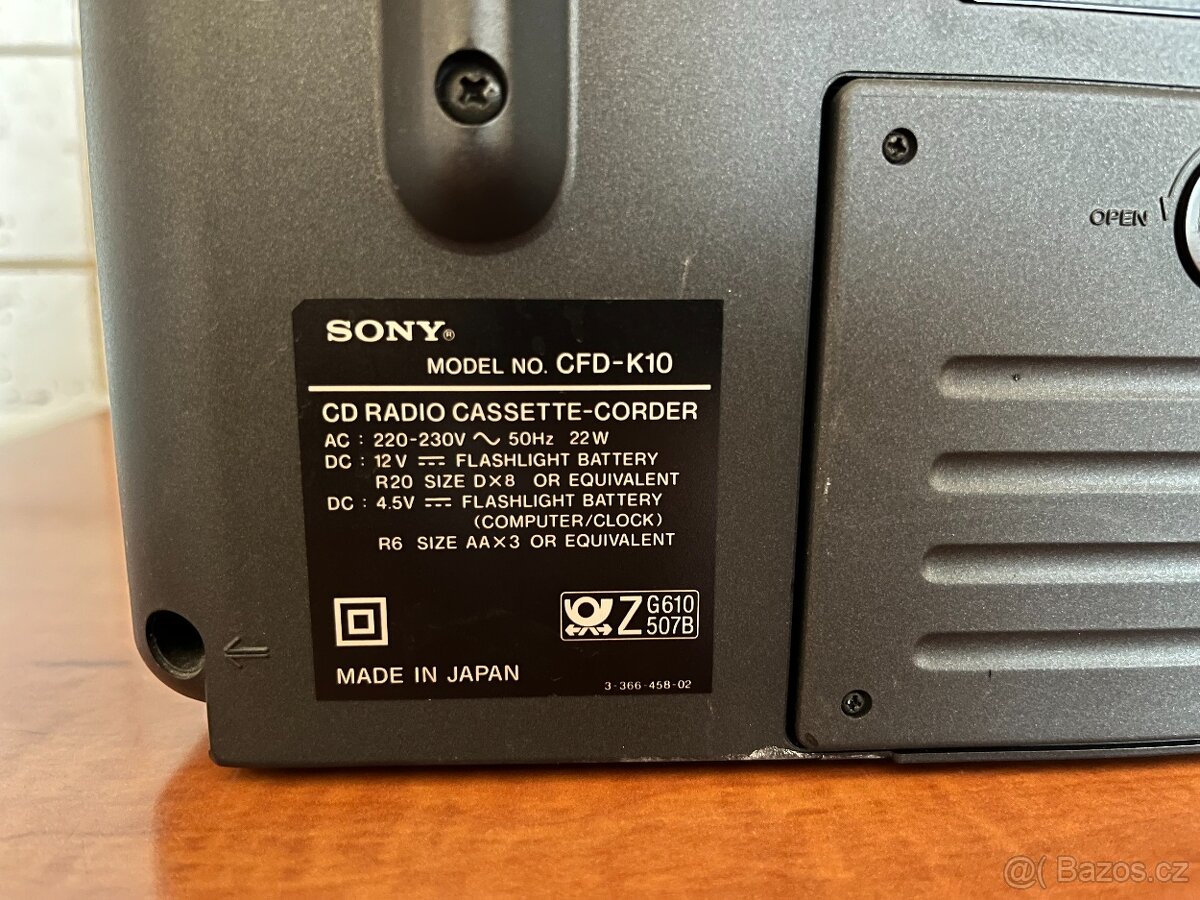 OPEN
SONY®
MODEL NO. CFD-K10
CD RADIO CASSETTE-CORDER
AC : 220-230V ～ 50Hz 22W
DC : 12V ⎓ FLASHLIGHT BATTERY
R20 SIZE D×8 OR EQUIVALENT
DC : 4.5V ⎓ FLASHLIGHT BATTERY
(COMPUTER/CLOCK)
R6 SIZE AA×3 OR EQUIVALENT
Z G610
507B
MADE IN JAPAN
3-366-458-02
@( Bazos.cz